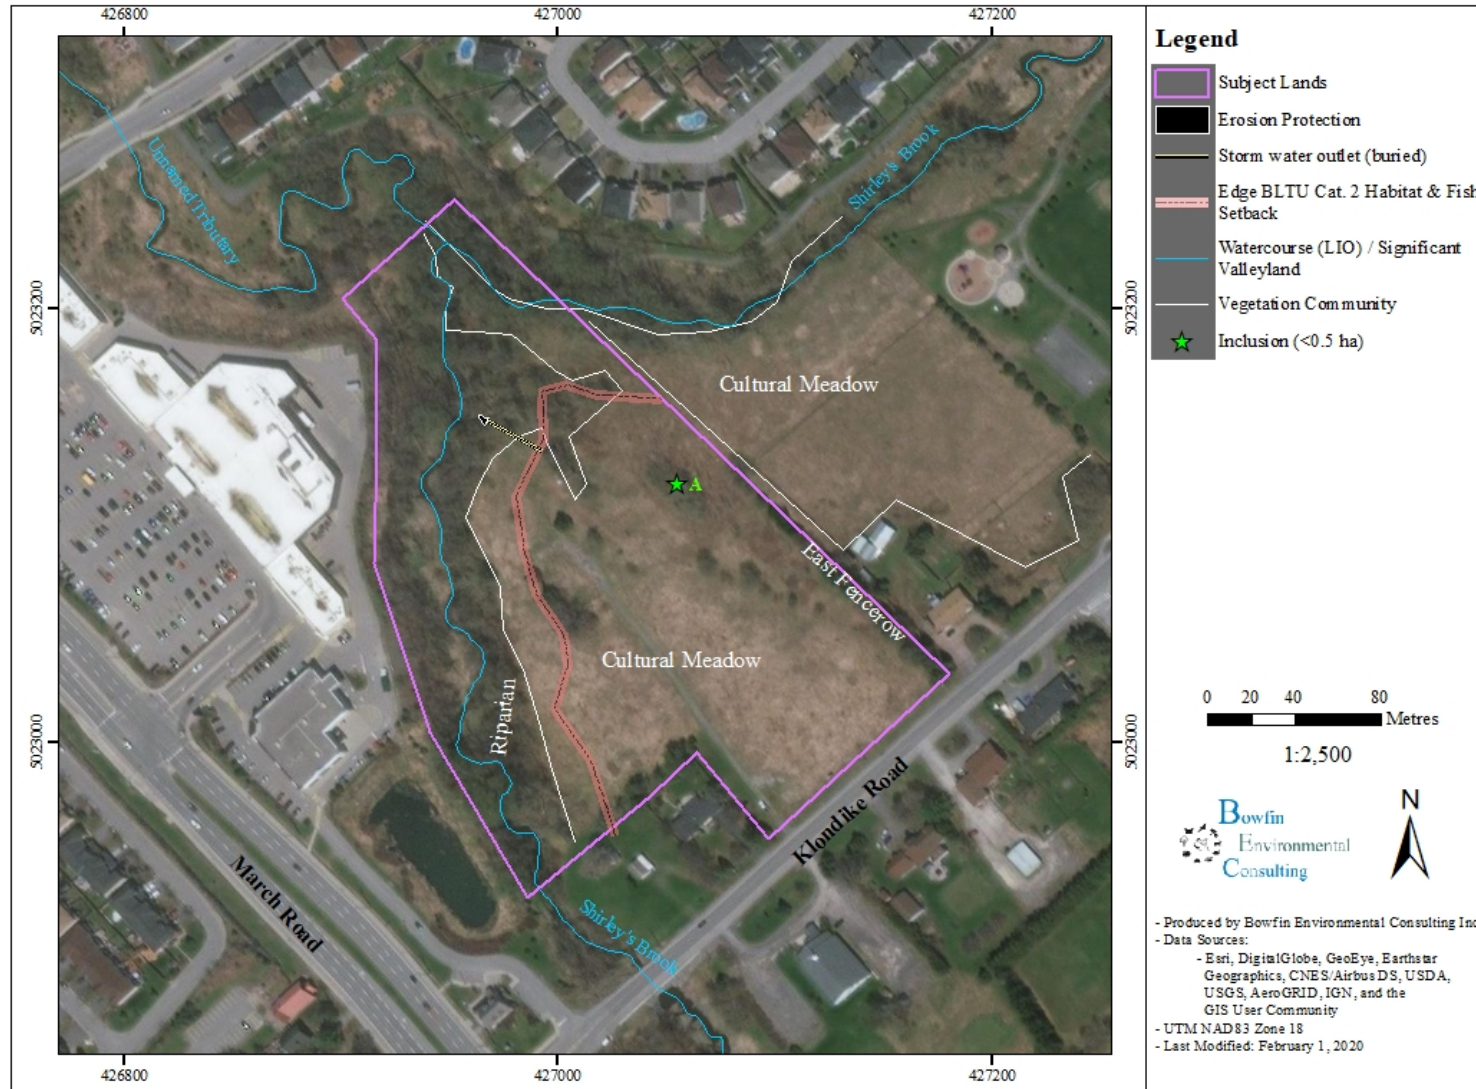 426800
427000
427200
5023200
5023000
5023200
5023000
426800
427000
427200
Unnamed Tributary
Shirley's Brook
Cultural Meadow
A
East Fencerow
Cultural Meadow
Riparian
Klondike Road
March Road
Shirley's Brook
Legend
Subject Lands
Erosion Protection
Storm water outlet (buried)
Edge BLTU Cat. 2 Habitat & Fish
Setback
Watercourse (LIO) / Significant
Valleyland
Vegetation Community
Inclusion (<0.5 ha)
0 20 40 80
Metres
1:2,500
Bowfin
Environmental
Consulting
N
- Produced by Bowfin Environmental Consulting Inc
- Data Sources:
- Esri, DigitalGlobe, GeoEye, Earthstar
Geographics, CNES/Airbus DS, USDA,
USGS, AeroGRID, IGN, and the
GIS User Community
- UTM NAD83 Zone 18
- Last Modified: February 1, 2020